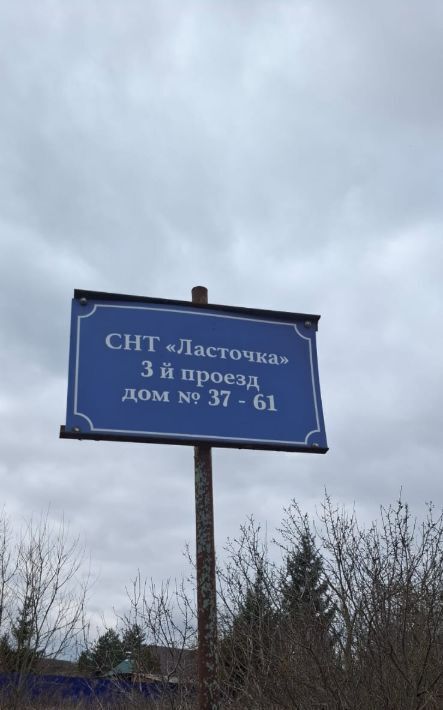 СНТ «Ласточка»
3 й проезд
дом № 37 - 61